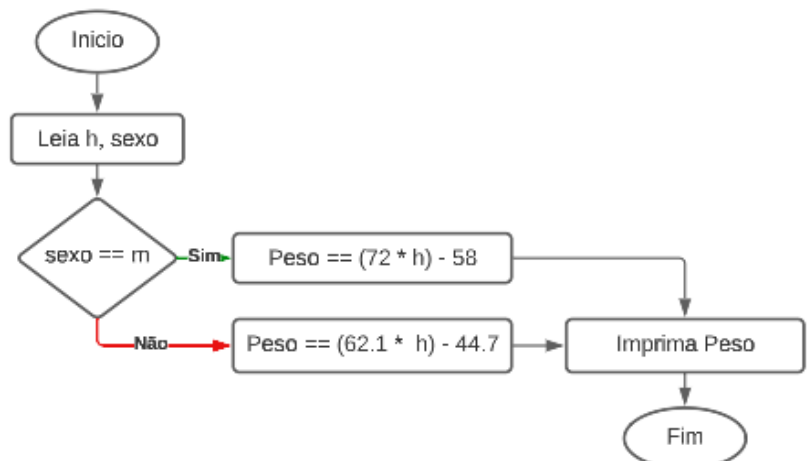 Inicio
Leia h, sexo
sexo == m
Sim
Peso == (72 * h) - 58
Não
Peso == (62.1 * h) - 44.7
Imprima Peso
Fim